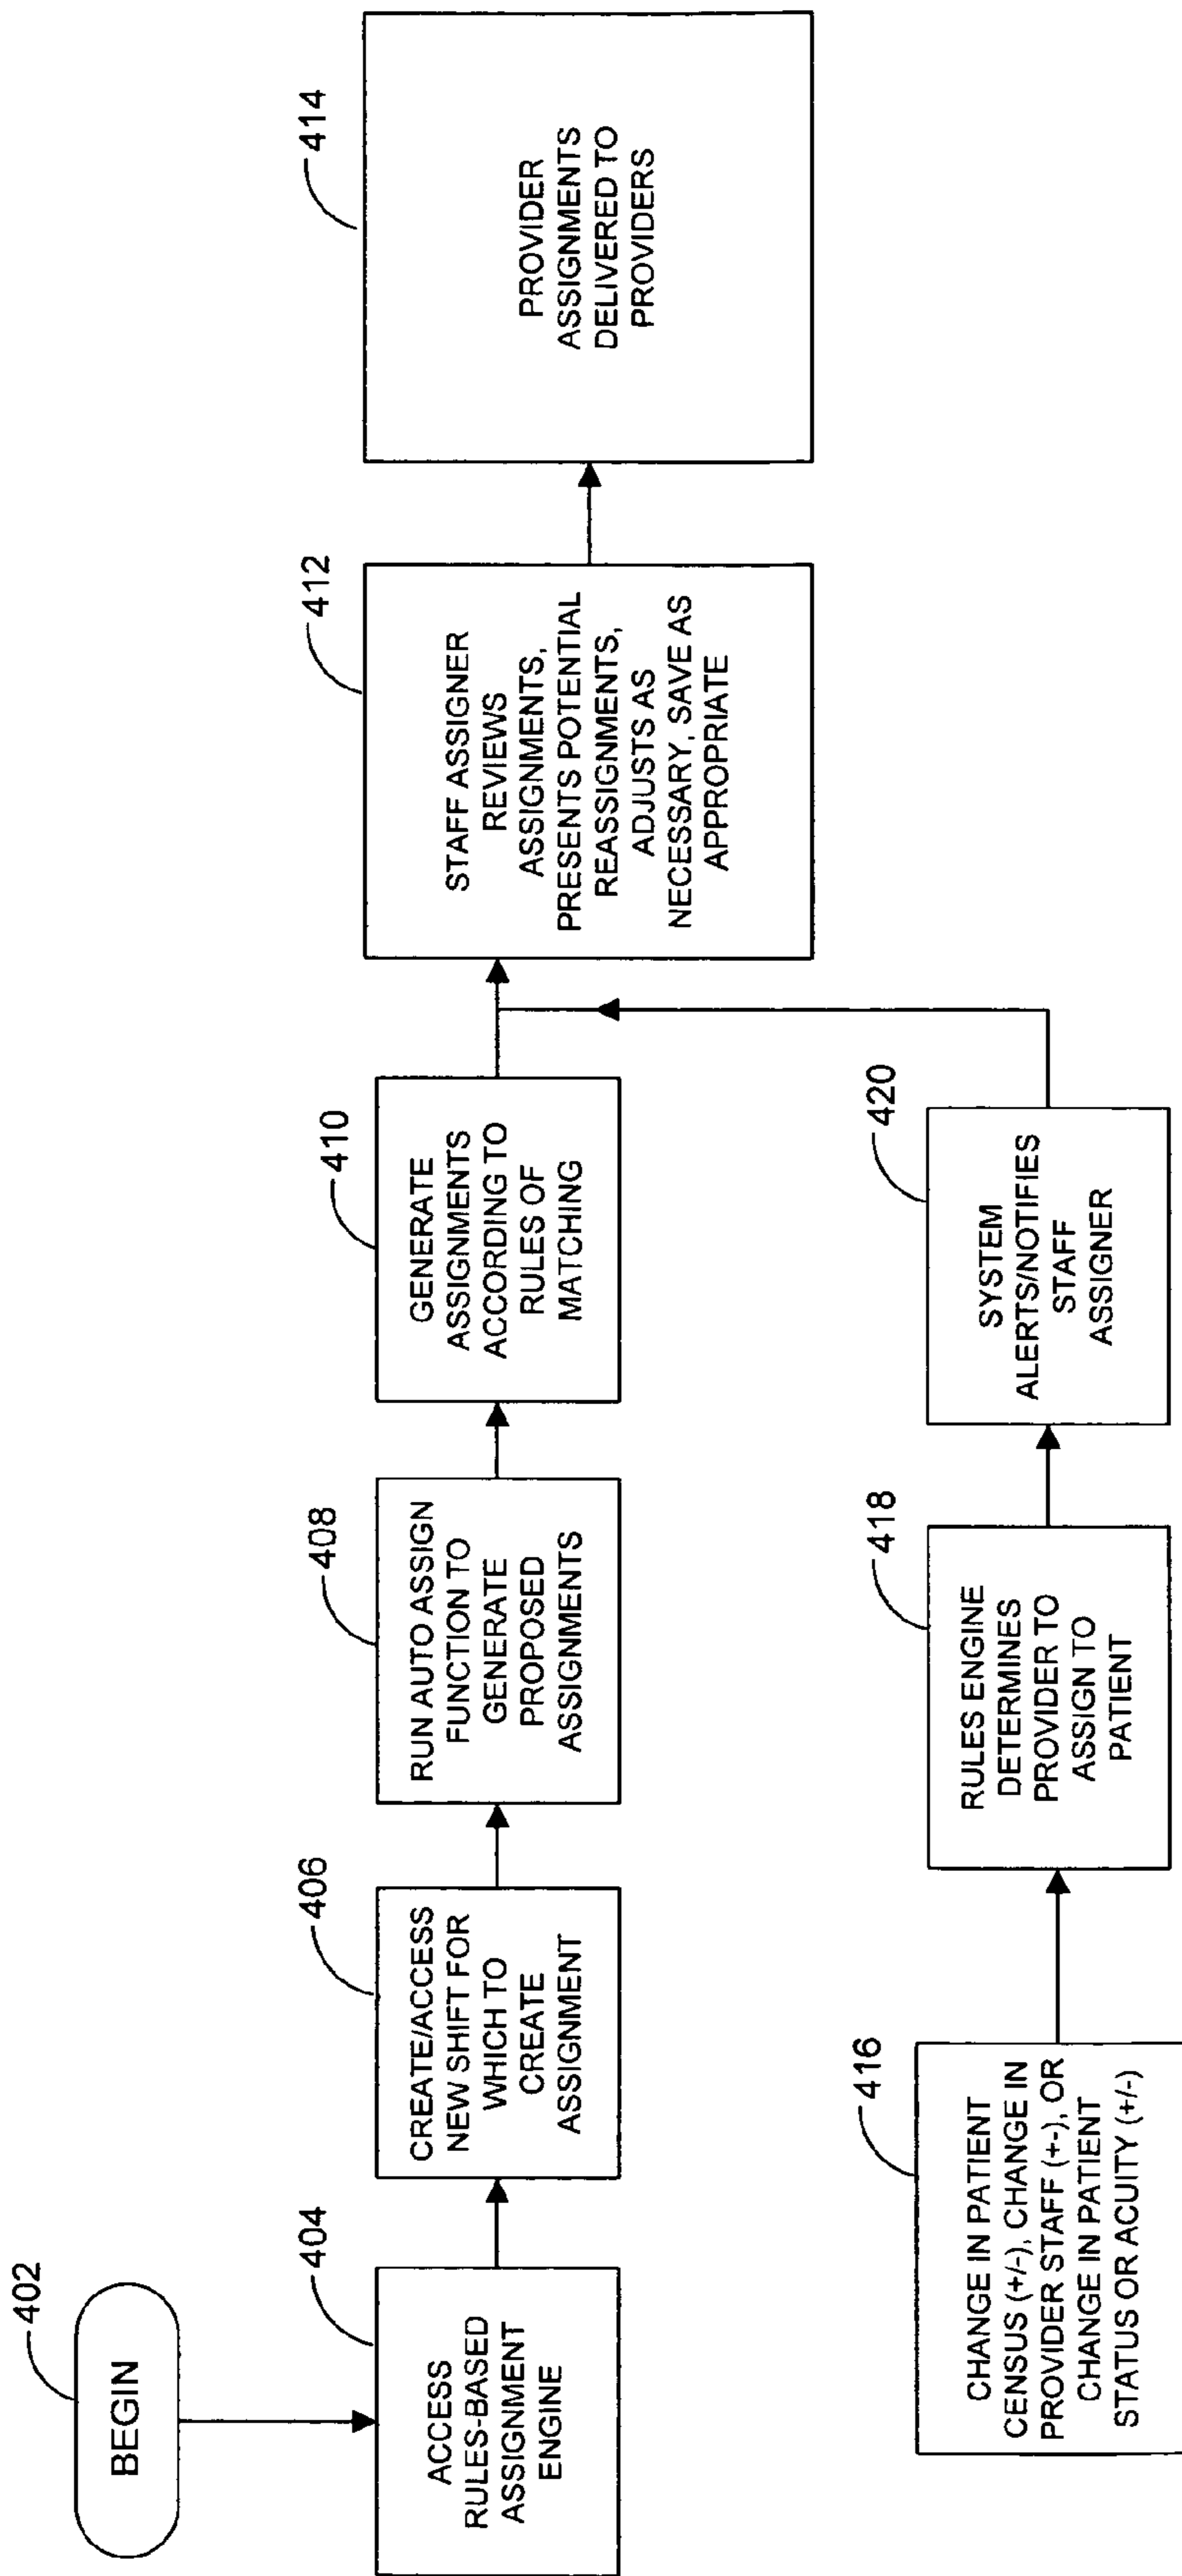 402
BEGIN
404
ACCESS
RULES-BASED
ASSIGNMENT
ENGINE
406
CREATE/ACCESS
NEW SHIFT FOR
WHICH TO
CREATE
ASSIGNMENT
408
RUN AUTO ASSIGN
FUNCTION TO
GENERATE
PROPOSED
ASSIGNMENTS
410
GENERATE
ASSIGNMENTS
ACCORDING TO
RULES OF
MATCHING
412
STAFF ASSIGNER
REVIEWS
ASSIGNMENTS,
PRESENTS POTENTIAL
REASSIGNMENTS,
ADJUSTS AS
NECESSARY, SAVE AS
APPROPRIATE
414
PROVIDER
ASSIGNMENTS
DELIVERED TO
PROVIDERS
416
CHANGE IN PATIENT
CENSUS (+/-), CHANGE IN
PROVIDER STAFF (+-), OR
CHANGE IN PATIENT
STATUS OR ACUITY (+/-)
418
RULES ENGINE
DETERMINES
PROVIDER TO
ASSIGN TO
PATIENT
420
SYSTEM
ALERTS/NOTIFIES
STAFF
ASSIGNER